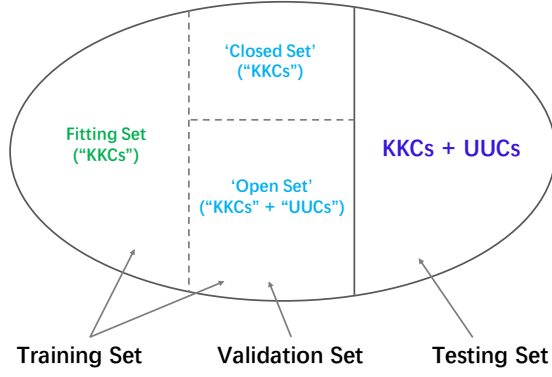 ‘Closed Set’
(“KKCs”)
Fitting Set
(“KKCs”)
KKCs + UUCs
‘Open Set’
(“KKCs” + “UUCs”)
Training Set
Validation Set
Testing Set